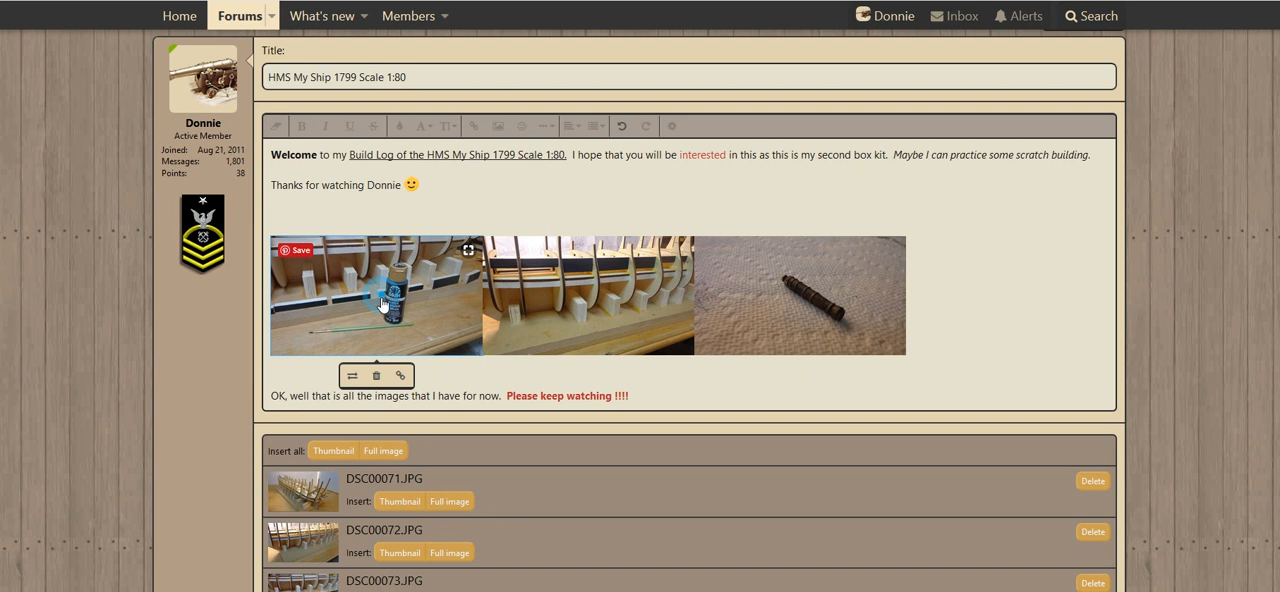 Home Forums What's new Members Donnie Inbox Alerts Search
Donnie
Active Member
Joined: Aug 21, 2011
Messages: 1,801
Points: 38
Title:
HMS My Ship 1799 Scale 1:80
Welcome to my Build Log of the HMS My Ship 1799 Scale 1:80. I hope that you will be interested in this as this is my second box kit. Maybe I can practice some scratch building.
Thanks for watching Donnie
Save
OK, well that is all the images that I have for now. Please keep watching !!!!
Insert all: Thumbnail Full image
DSC00071.JPG
Delete
Insert: Thumbnail Full image
DSC00072.JPG
Delete
Insert: Thumbnail Full image
DSC00073.JPG
Delete